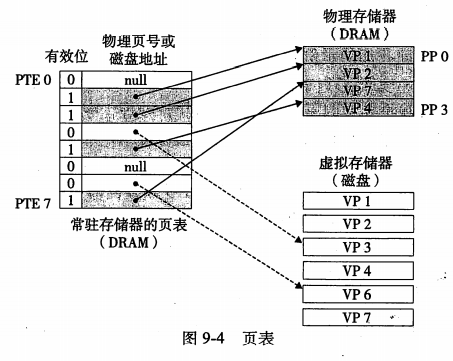 物理页号或
磁盘地址
有效位
PTE 0
0
null
1
1
0
1
0
null
0
PTE 7
1
常驻存储器的页表
(DRAM)
物理存储器
(DRAM)
VP 1
PP 0
VP 2
VP 7
VP 4
PP 3
虚拟存储器
(磁盘)
VP 1
VP 2
VP 3
VP 4
VP 6
VP 7
图 9-4 页表